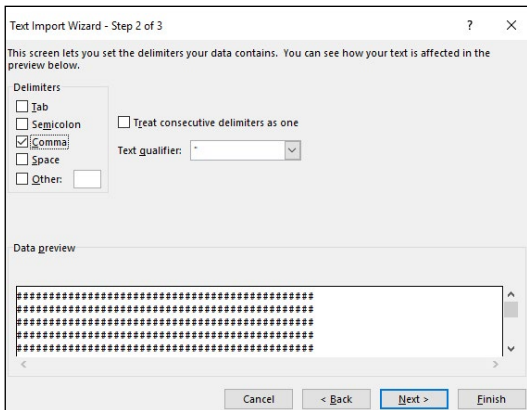 Text Import Wizard - Step 2 of 3
? ×
This screen lets you set the delimiters your data contains. You can see how your text is affected in the
preview below.
Delimiters
Tab
Semicolon
Comma
Space
Other:
Treat consecutive delimiters as one
Text qualifier: "
Data preview
##############################################
##############################################
##############################################
##############################################
##############################################
Cancel < Back Next > Finish